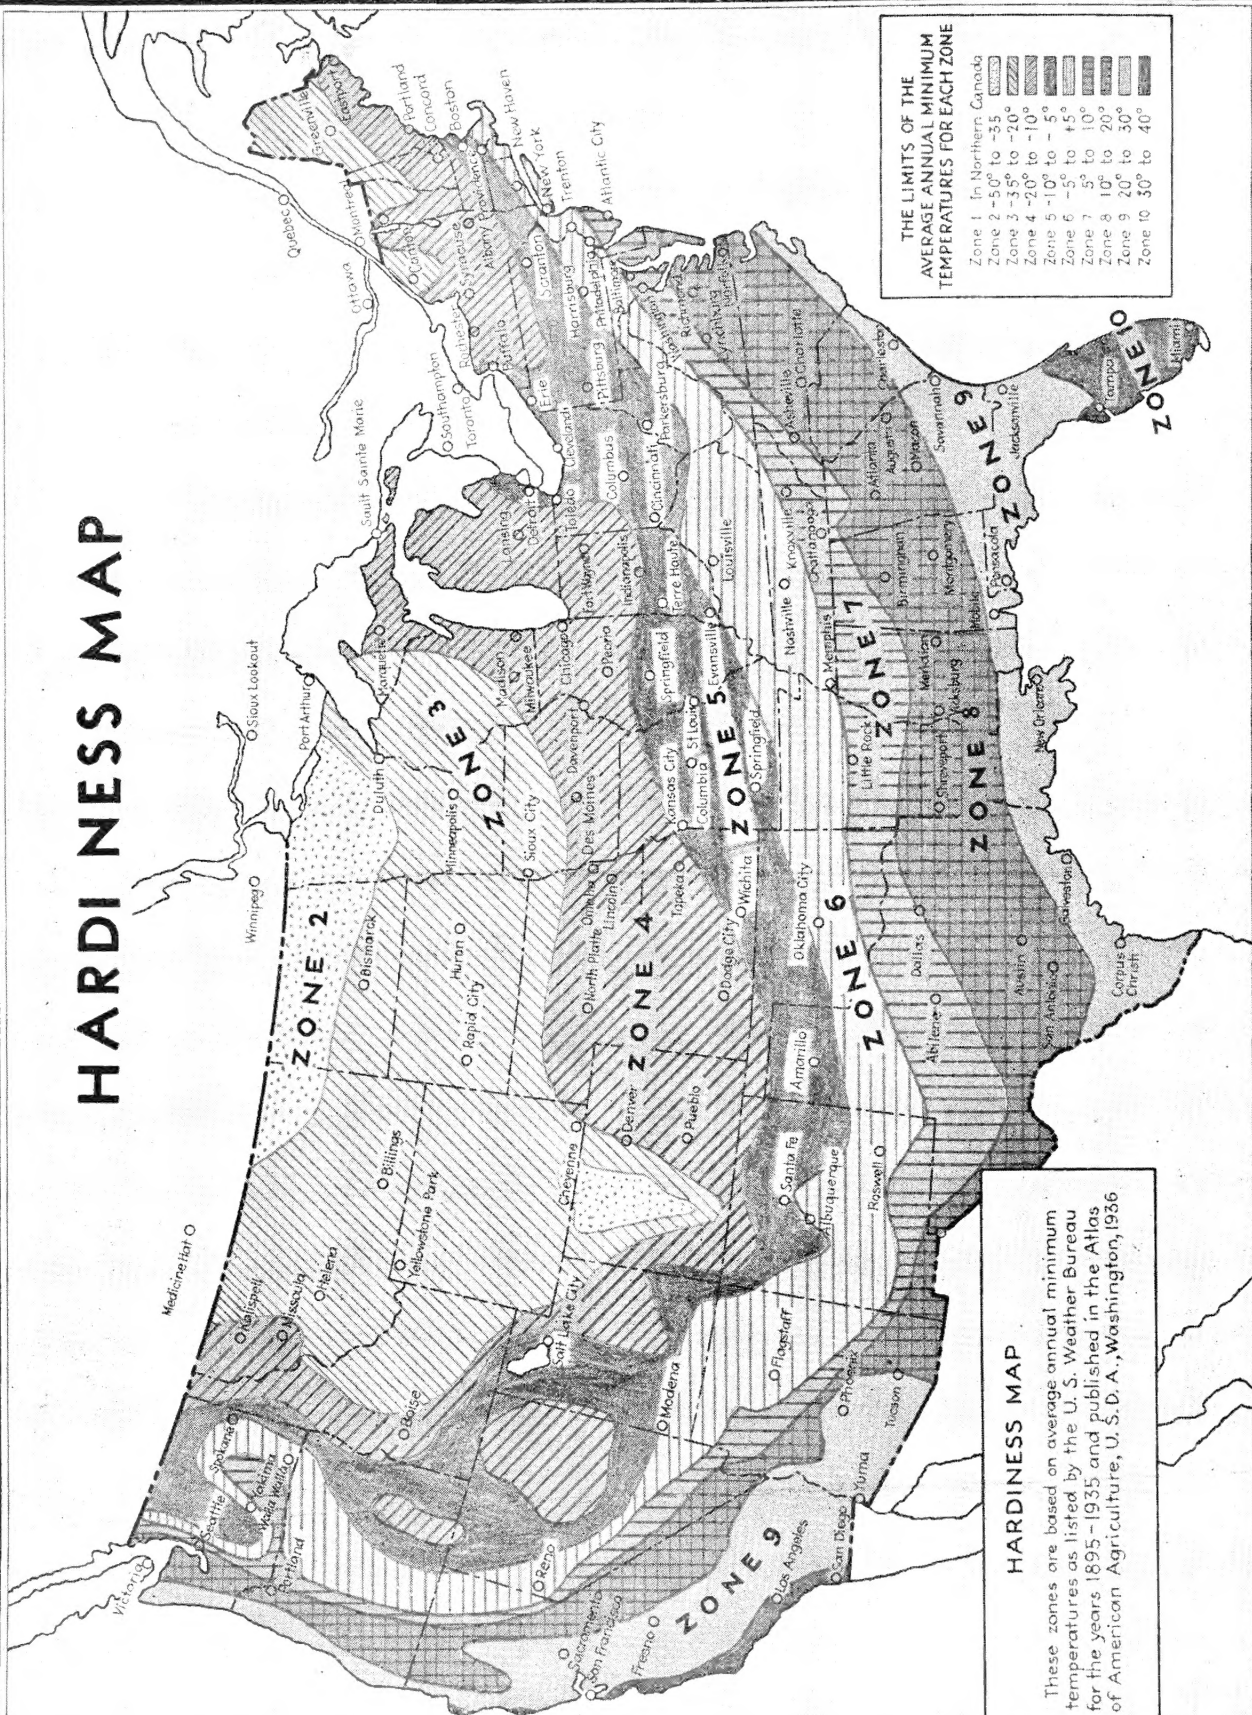 HARDINESS MAP
THE LIMITS OF THE
AVERAGE ANNUAL MINIMUM
TEMPERATURES FOR EACH ZONE
Zone 1 In Northern Canada
Zone 2 -50° to -35
Zone 3 -35° to -20°
Zone 4 -20° to -10°
Zone 5 -10° to -5°
Zone 6 -5° to +5°
Zone 7 5° to 10°
Zone 8 10° to 20°
Zone 9 20° to 30°
Zone 10 30° to 40°
HARDINESS MAP
These zones are based on average annual minimum
temperatures as listed by the U. S. Weather Bureau
for the years 1895-1935 and published in the Atlas
of American Agriculture, U. S. D. A., Washington, 1936
ZONE 2
ZONE 3
ZONE 4
ZONE 5
ZONE 6
ZONE 7
ZONE 8
ZONE 9
ZONE 9
ZONE 10
Victoria
Seattle
Spokane
Yakima
Walla Walla
Portland
Medicine Hat
Kalispell
Missoula
Helena
Yellowstone Park
Billings
Boise
Reno
Sacramento
San Francisco
Fresno
Los Angeles
San Diego
Yuma
Salt Lake City
Modena
Flagstaff
Phoenix
Tucson
Cheyenne
Denver
Pueblo
Santa Fe
Albuquerque
Roswell
Amarillo
Winnipeg
Bismarck
Huron
Rapid City
Sioux City
North Platte
Omaha
Lincoln
Topeka
Dodge City
Wichita
Oklahoma City
Dallas
Abilene
Austin
San Antonio
Corpus
Christi
Galveston
Sioux Lookout
Port Arthur
Duluth
Minneapolis
Marquette
Madison
Milwaukee
Chicago
Davenport
Des Moines
Peoria
Springfield
Kansas City
Columbia
St Louis
Springfield
Evansville
Terre Haute
Indianapolis
Fort Wayne
Little Rock
Memphis
Nashville
Knoxville
Chattanooga
Louisville
Shreveport
Vicksburg
Meridian
New Orleans
Mobile
Pensacola
Montgomery
Birmingham
Atlanta
Augusta
Macon
Savannah
Charleston
Jacksonville
Tampa
Miami
Asheville
Charlotte
Sault Sainte Marie
Southampton
Toranta
Lansing
Detroit
Toledo
Cleveland
Columbus
Cincinnati
Parkersburg
Pittsburg
Erie
Buffalo
Rochester
Syracuse
Albany
Scranton
Harrisburg
Philadelphia
Baltimore
Washington
Richmond
Lynchburg
Norfolk
Ottawa
Montreal
Quebec
Canton
Greenville
Eastport
Portland
Concord
Boston
Providence
New Haven
New York
Trenton
Atlantic City